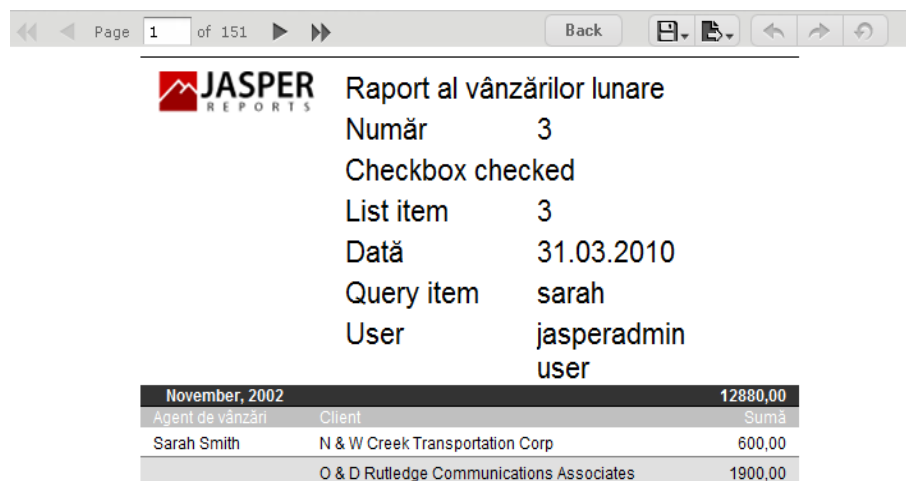 Page 1 of 151 Back
JASPER
REPORTS
Raport al vânzărilor lunare
Număr 3
Checkbox checked
List item 3
Dată 31.03.2010
Query item sarah
User jasperadmin
user
November, 2002 12880,00
Agent de vânzări Client Sumă
Sarah Smith N & W Creek Transportation Corp 600,00
O & D Rutledge Communications Associates 1900,00